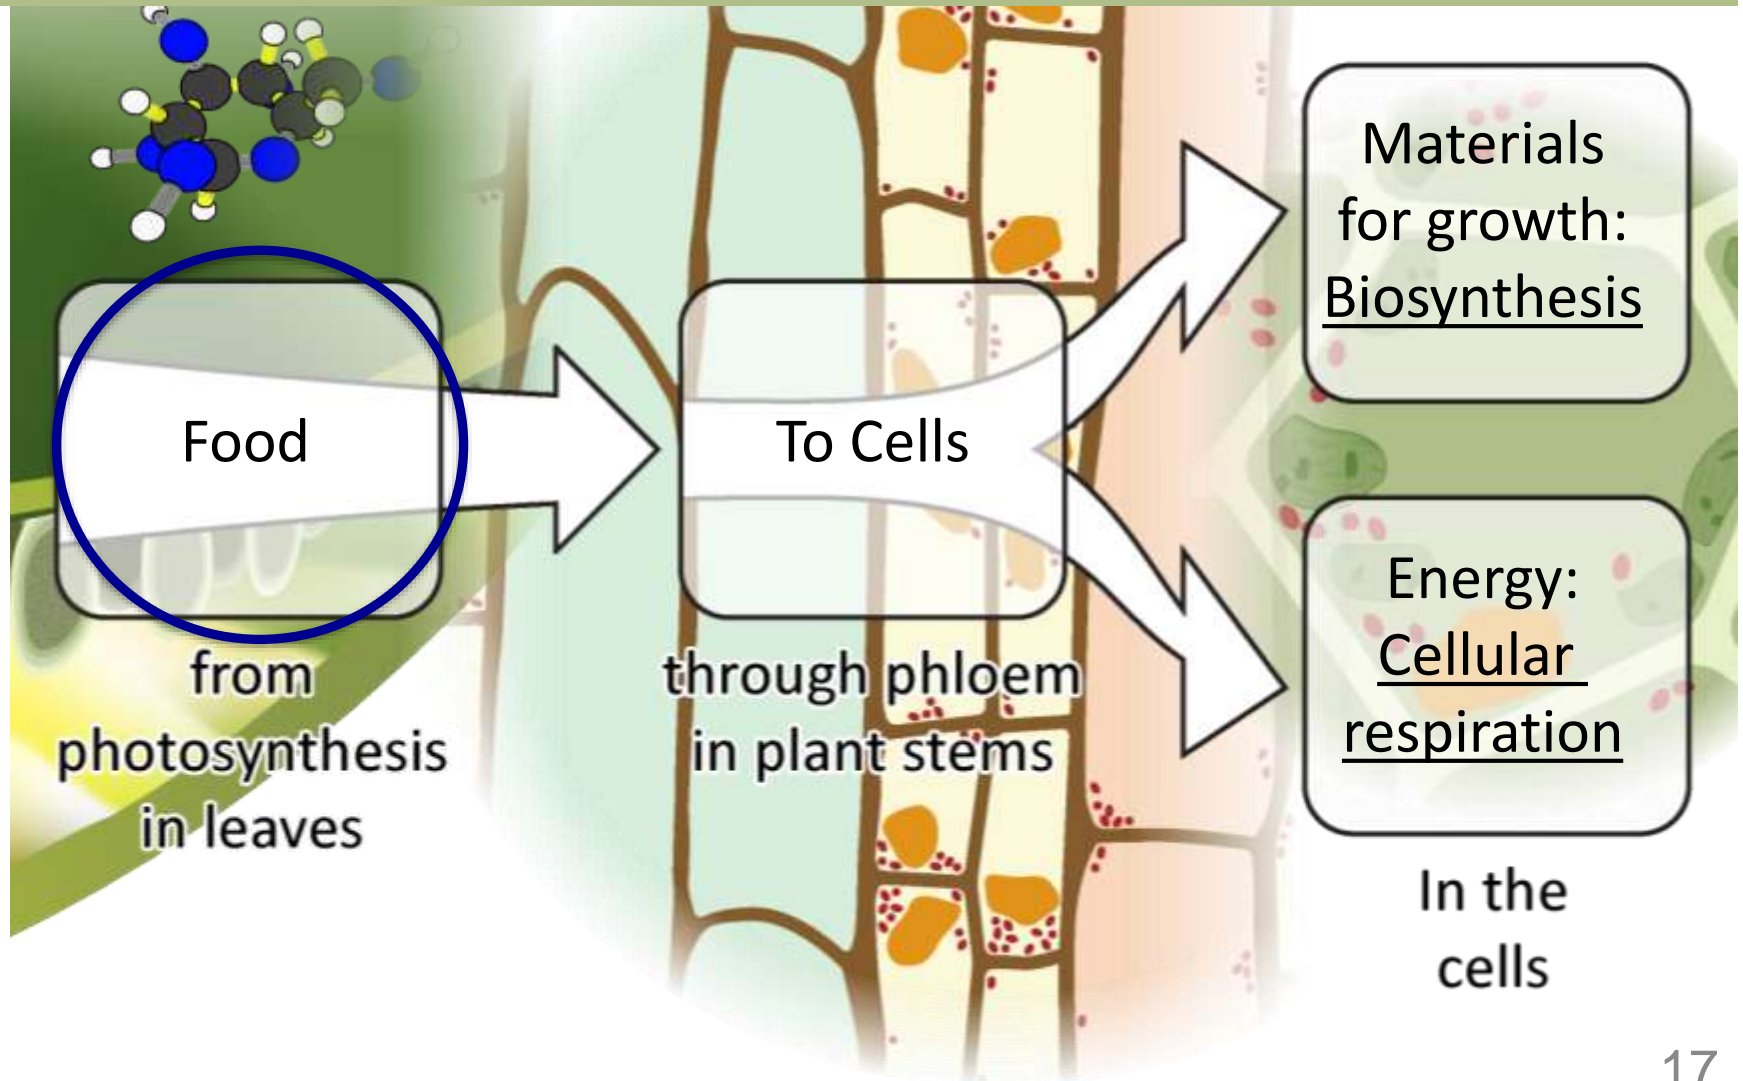 Food
from
photosynthesis
in leaves
To Cells
through phloem
in plant stems
Materials
for growth:
Biosynthesis
Energy:
Cellular
respiration
In the
cells
17